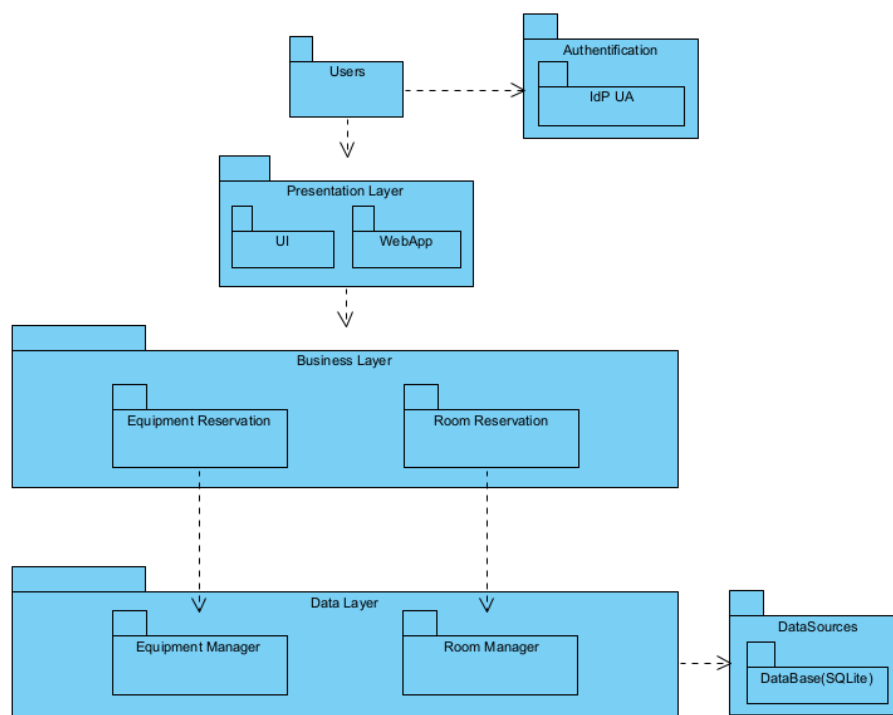 Authentification
Users
IdP UA
Presentation Layer
UI
WebApp
Business Layer
Equipment Reservation
Room Reservation
Data Layer
DataSources
Equipment Manager
Room Manager
DataBase(SQLite)